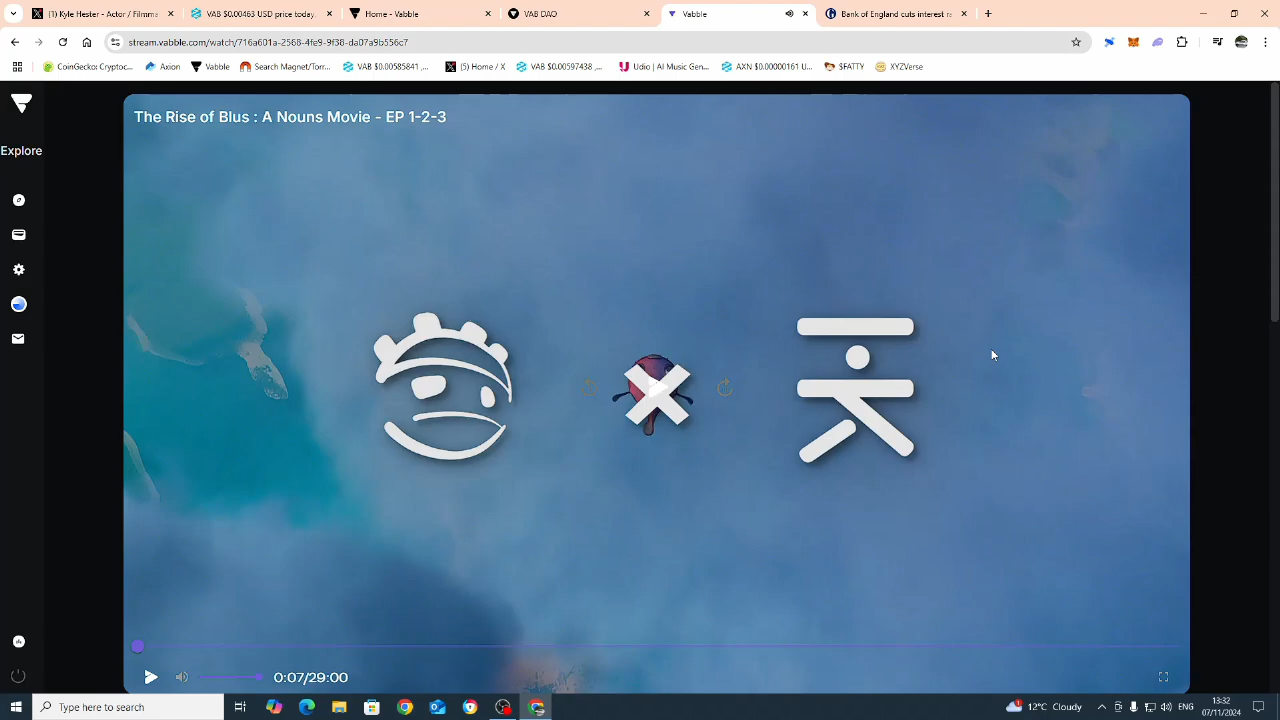 (1) Kyle Hester - Actor / Filmma
VAB $0.00463 USD price today,
Home - Vabble
VAB DAO
Vabble
Bank of England cuts interest ra
stream.vabble.com/watch/716a601a-2568-4fe9-9f38-da07a9b556c7
CoinGecko: Cryptoc...
Axion
Vabble
Search Magnet/Torr...
VAB $0.00585841 ,...
(5) Home / X
VAB $0.00597438 ,...
Udio | AI Music Gen...
AXN $0.00000161 U...
$FATTY
XYZVerse
Explore
The Rise of Blus : A Nouns Movie - EP 1-2-3
0:07/29:00
Type here to search
12°C Cloudy
ENG
13:32
07/11/2024